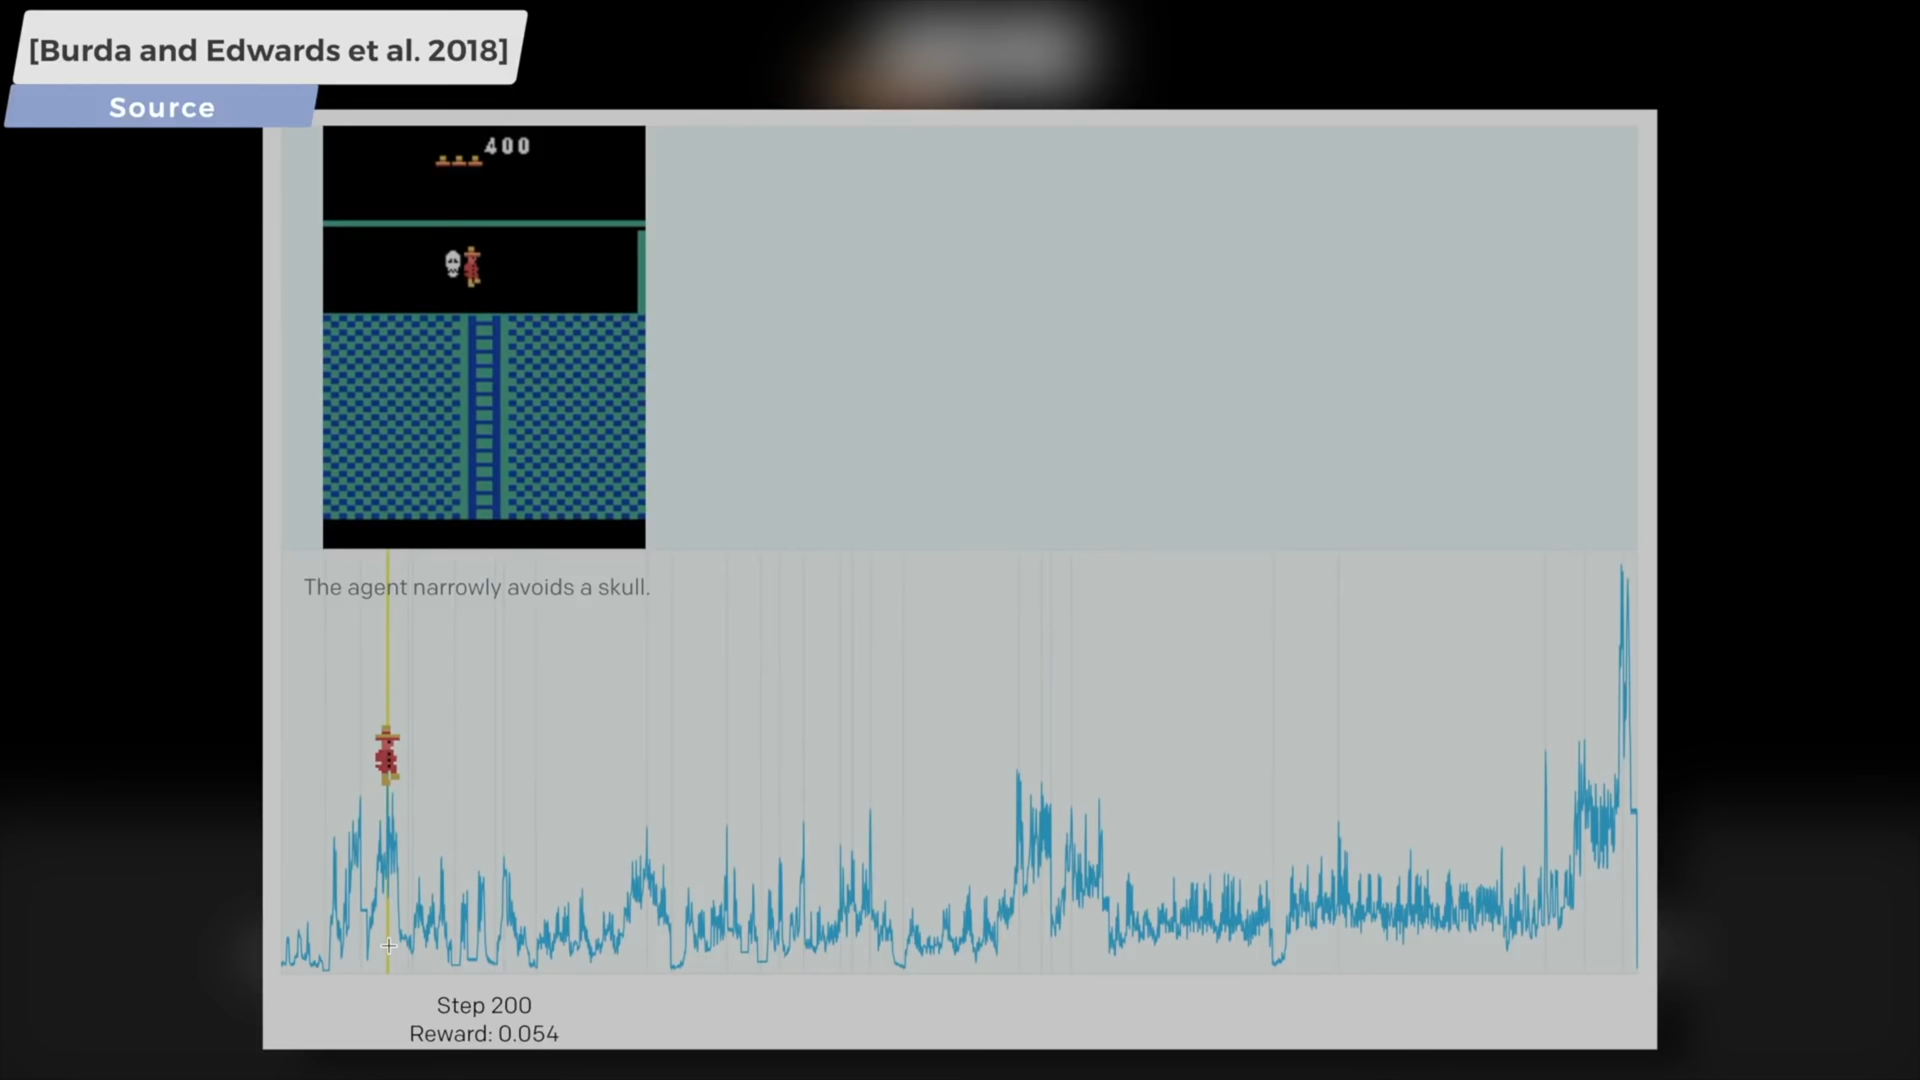 [Burda and Edwards et al. 2018]
Source
400
The agent narrowly avoids a skull.
Step 200
Reward: 0.054